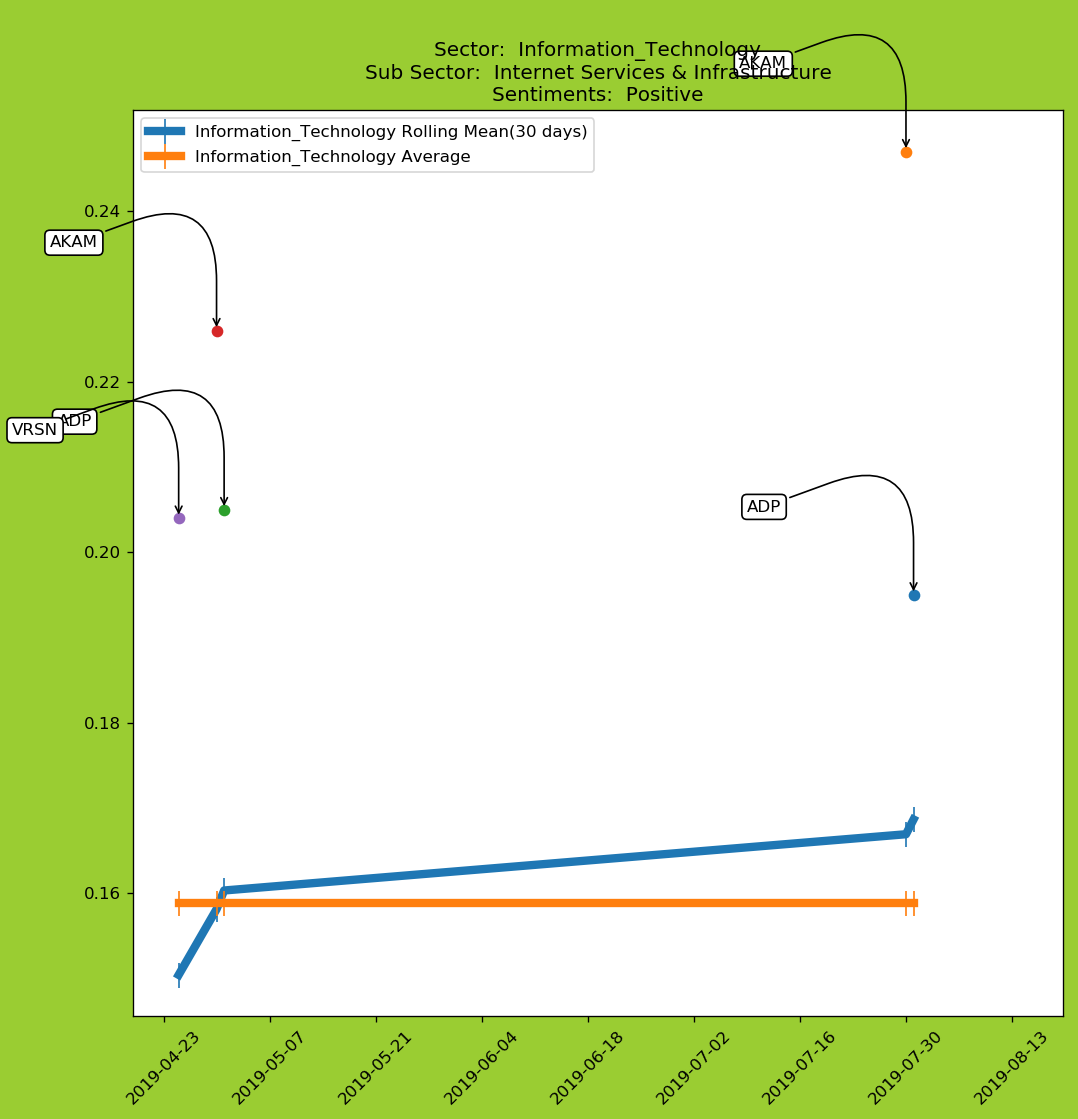 Sector:  Information_Technology
Sub Sector:  Internet Services & Infrastructure
Sentiments:  Positive
AKAM
Information_Technology Rolling Mean(30 days)
Information_Technology Average
0.24
AKAM
0.22
ADP
VRSN
ADP
0.20
0.18
0.16
2019-04-23
2019-05-07
2019-05-21
2019-06-04
2019-06-18
2019-07-02
2019-07-16
2019-07-30
2019-08-13